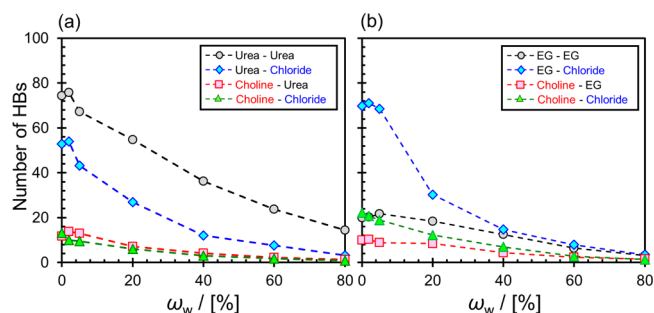 (a)
(b)
Number of HBs
100
80
60
40
20
0
Urea - Urea
Urea - Chloride
Choline - Urea
Choline - Chloride
EG - EG
EG - Chloride
Choline - EG
Choline - Chloride
0 20 40 60 80
0 20 40 60 80
ω_w / [%]
ω_w / [%]